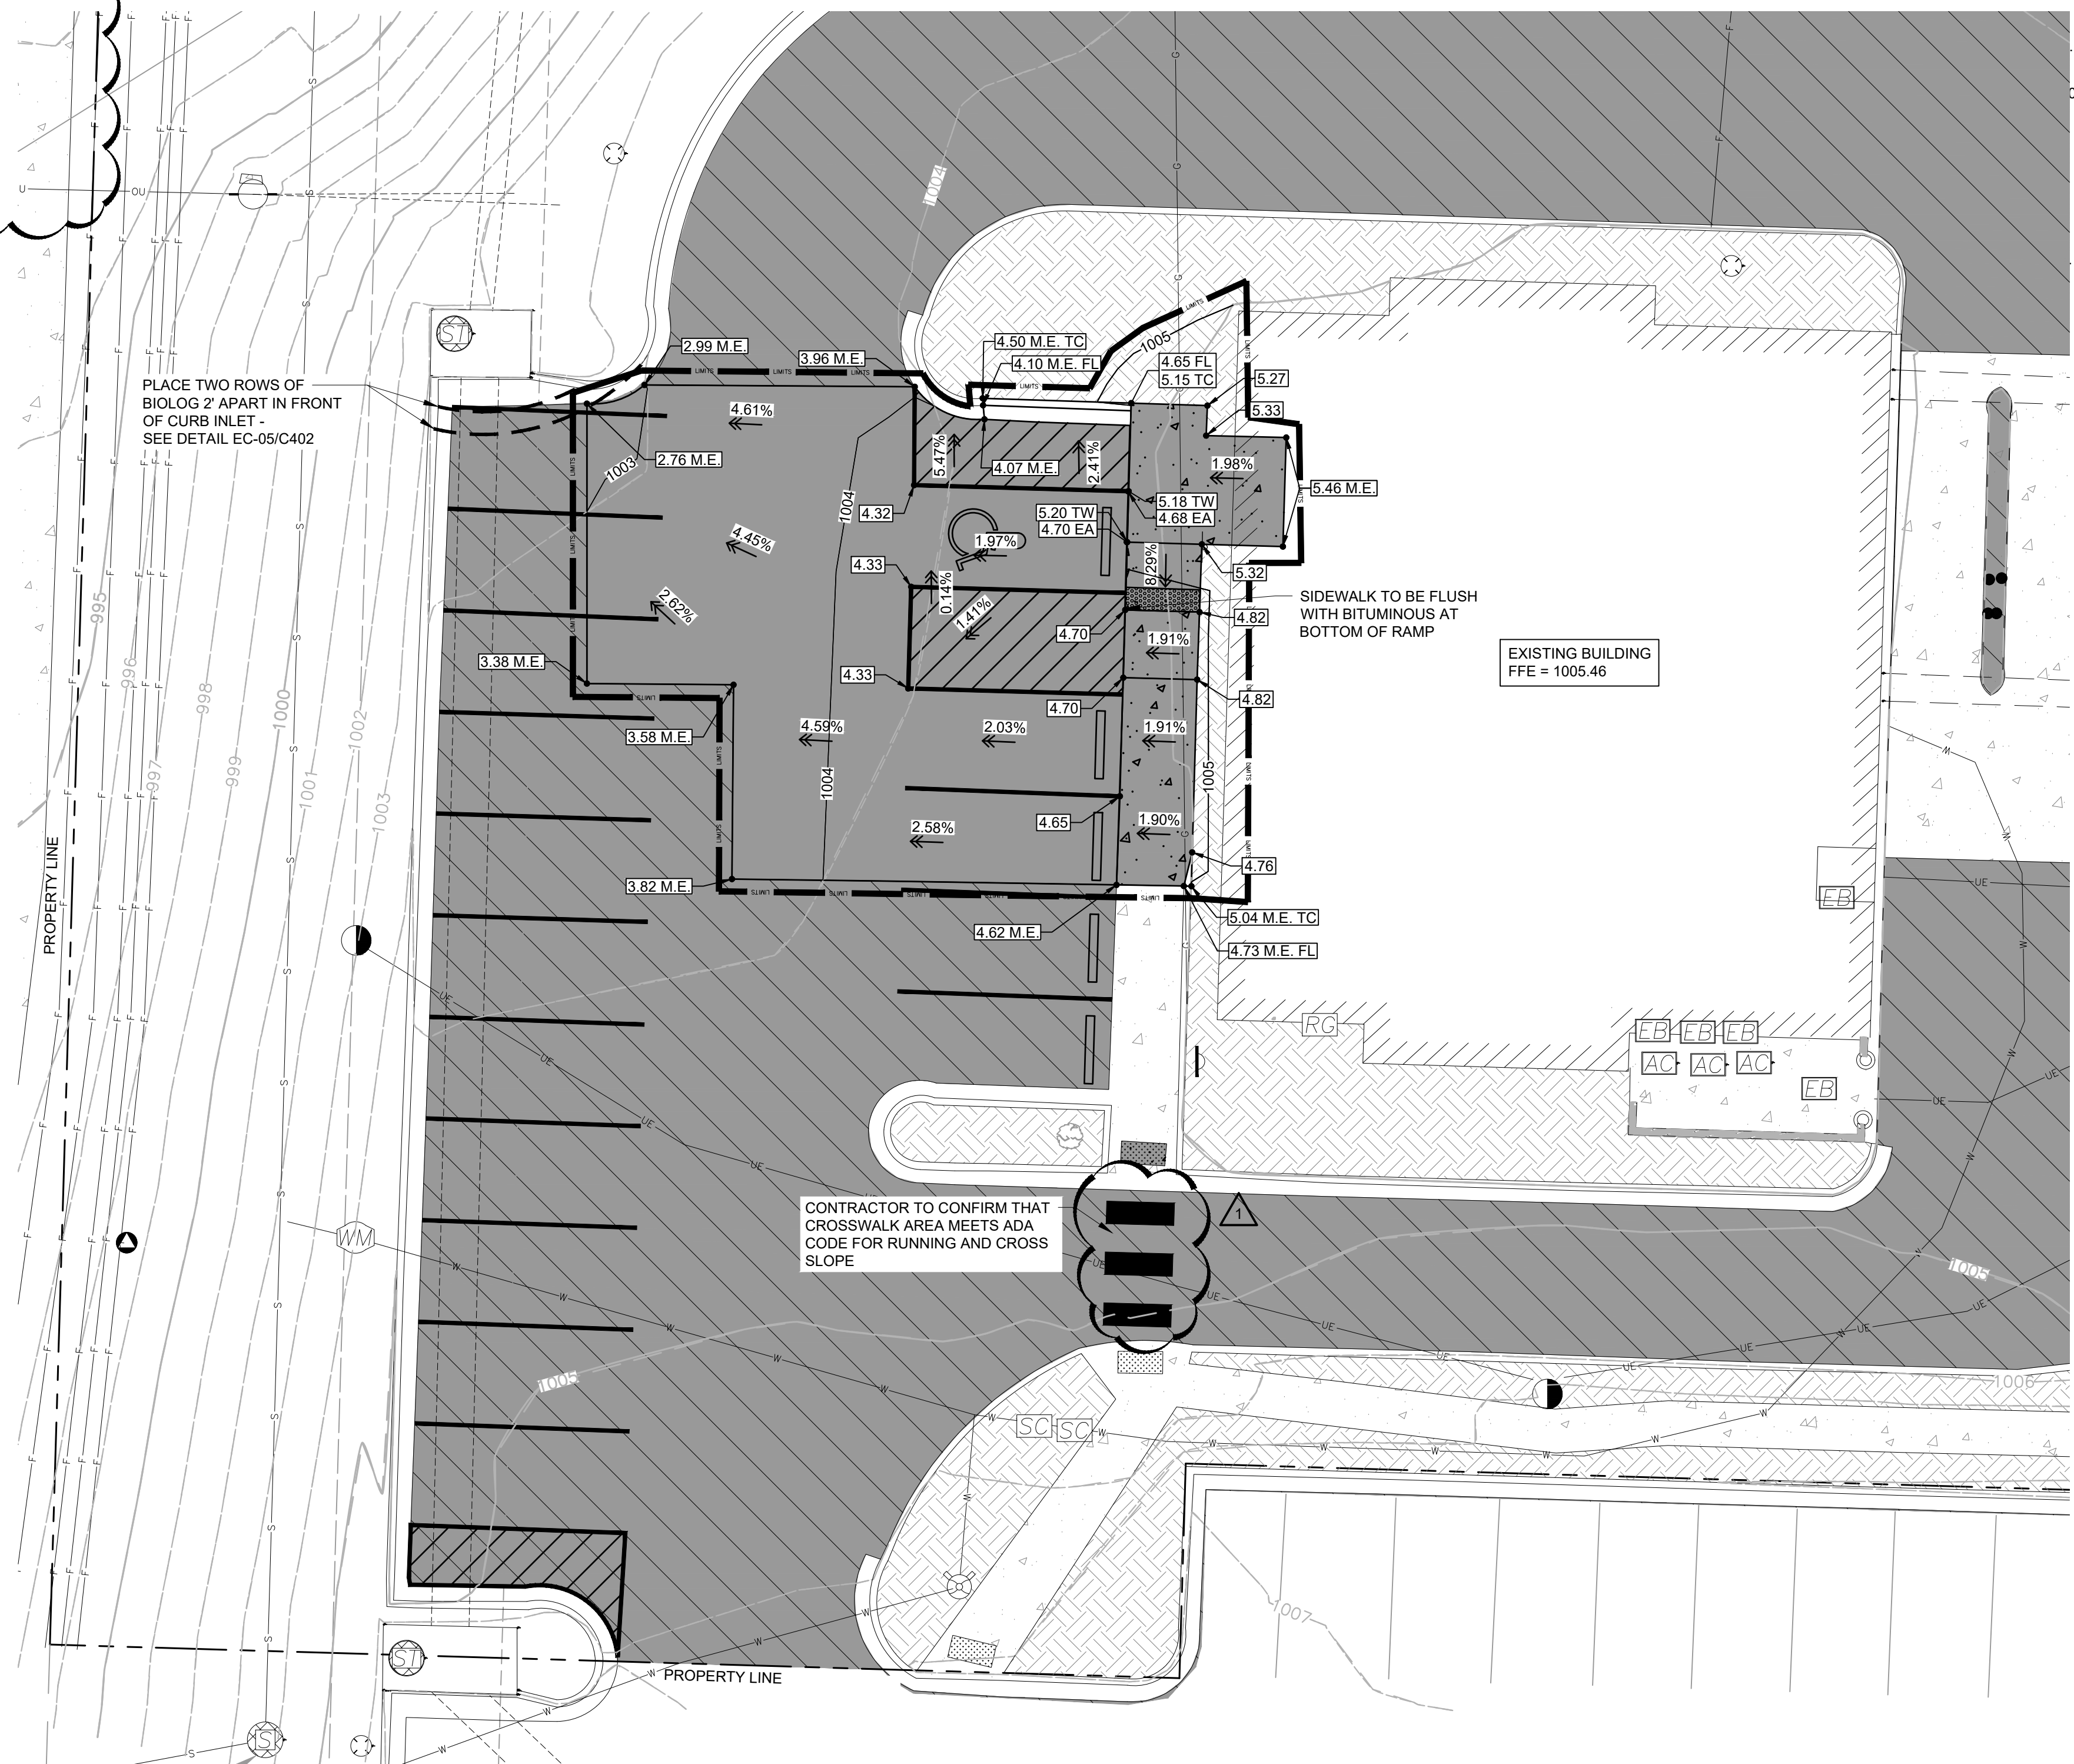 1004
G
F
S
U
OU
ST
2.99 M.E.
3.96 M.E.
4.50 M.E. TC
4.10 M.E. FL
1005
4.65 FL
5.15 TC
5.27
5.33
PLACE TWO ROWS OF
BIOLOG 2' APART IN FRONT
OF CURB INLET -
SEE DETAIL EC-05/C402
4.61%
5.47%
2.41%
1.98%
4.07 M.E.
2.76 M.E.
1003
5.46 M.E.
1004
4.32
5.18 TW
4.68 EA
5.20 TW
4.70 EA
4.45%
1.97%
8.29%
4.33
5.32
0.14%
1.41%
2.62%
SIDEWALK TO BE FLUSH
WITH BITUMINOUS AT
BOTTOM OF RAMP
4.82
4.70
1.91%
EXISTING BUILDING
FFE = 1005.46
3.38 M.E.
4.33
4.82
4.70
3.58 M.E.
4.59%
2.03%
1.91%
995
996
997
998
999
1000
1001
1002
1003
1004
1005
4.65
1.90%
2.58%
4.76
3.82 M.E.
5.04 M.E. TC
4.62 M.E.
4.73 M.E. FL
LIMITS
PROPERTY LINE
UE
EB
RG
EB EB EB
AC AC AC
EB
W
CONTRACTOR TO CONFIRM THAT
CROSSWALK AREA MEETS ADA
CODE FOR RUNNING AND CROSS
SLOPE
1
WM
1005
1005
1006
SC SC
1007
ST
PROPERTY LINE
S